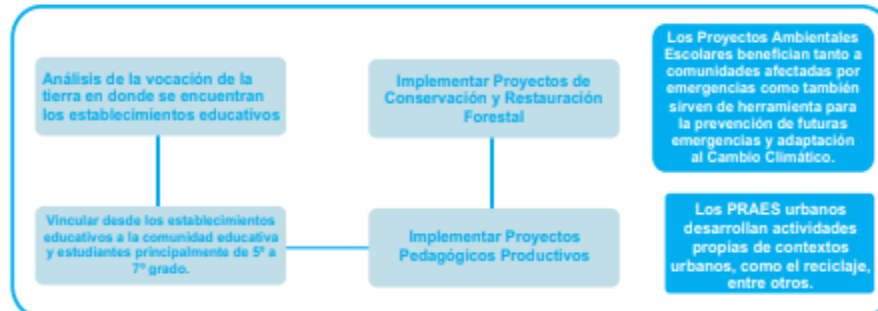 Análisis de la vocación de la
tierra en donde se encuentran
los establecimientos educativos
Implementar Proyectos de
Conservación y Restauración
Forestal
Los Proyectos Ambientales
Escolares benefician tanto a
comunidades afectadas por
emergencias como también
sirven de herramienta para
la prevención de futuras
emergencias y adaptación
al Cambio Climático.
Vincular desde los establecimientos
educativos a la comunidad educativa
y estudiantes principalmente de 5º a
7º grado.
Implementar Proyectos
Pedagógicos Productivos
Los PRAES urbanos
desarrollan actividades
propias de contextos
urbanos, como el reciclaje,
entre otros.